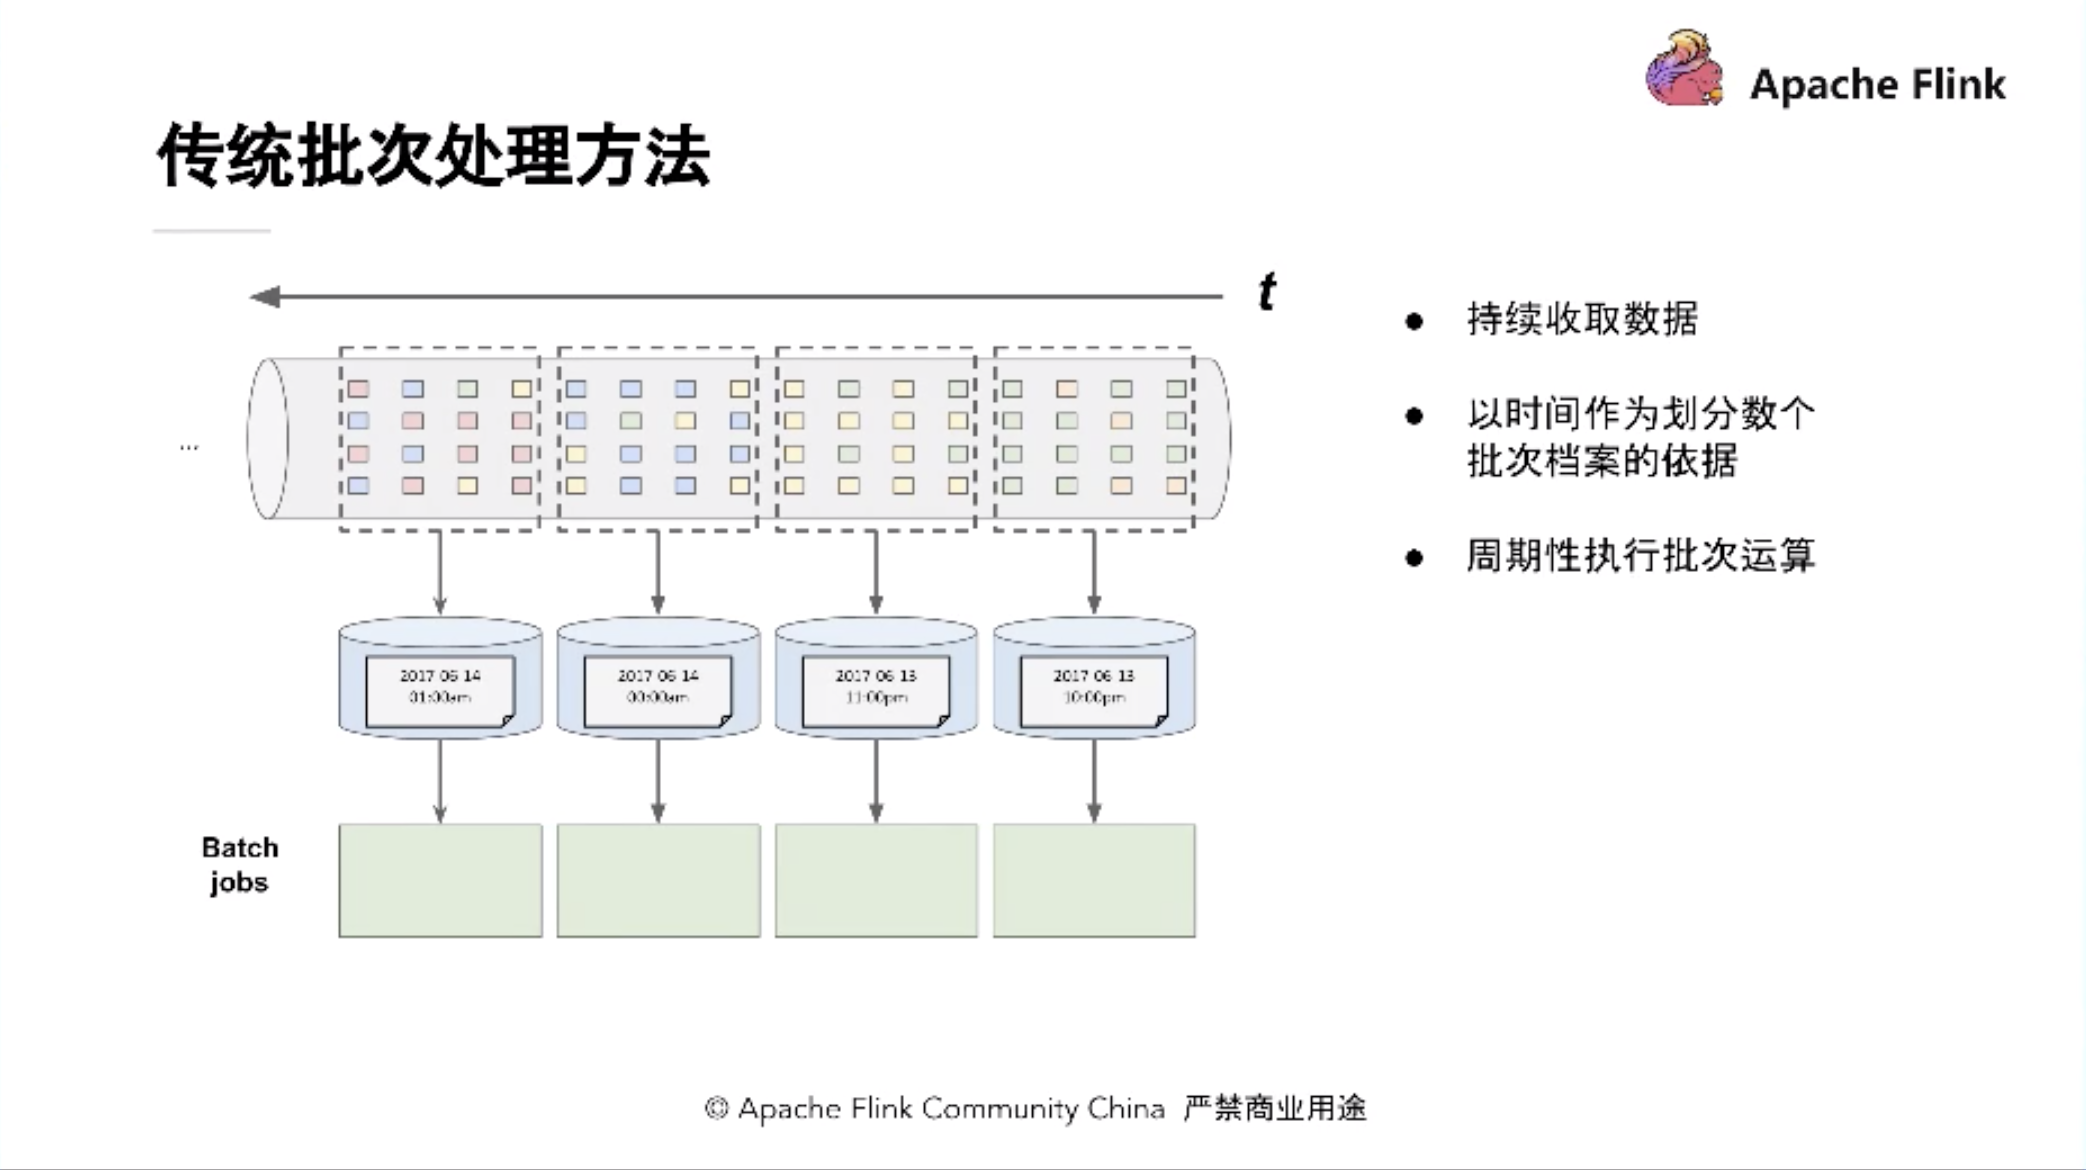 Apache Flink
传统批次处理方法
t
持续收取数据
以时间作为划分数个
批次档案的依据
周期性执行批次运算
...
2017-06-14
01:00am
2017-06-14
00:00am
2017-06-13
11:00pm
2017-06-13
10:00pm
Batch
jobs
© Apache Flink Community China 严禁商业用途